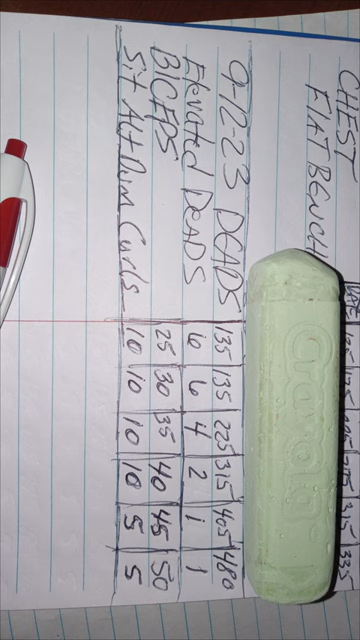 CHEST
FLAT BENCH
Crayola
9-12-23 DEADS 135 135 225 315 405 480
Elevated DEADS 6 6 4 2 1 1
BICEPS 25 30 35 40 45 50
Sit Alt Dum Curls 10 10 10 10 5 5